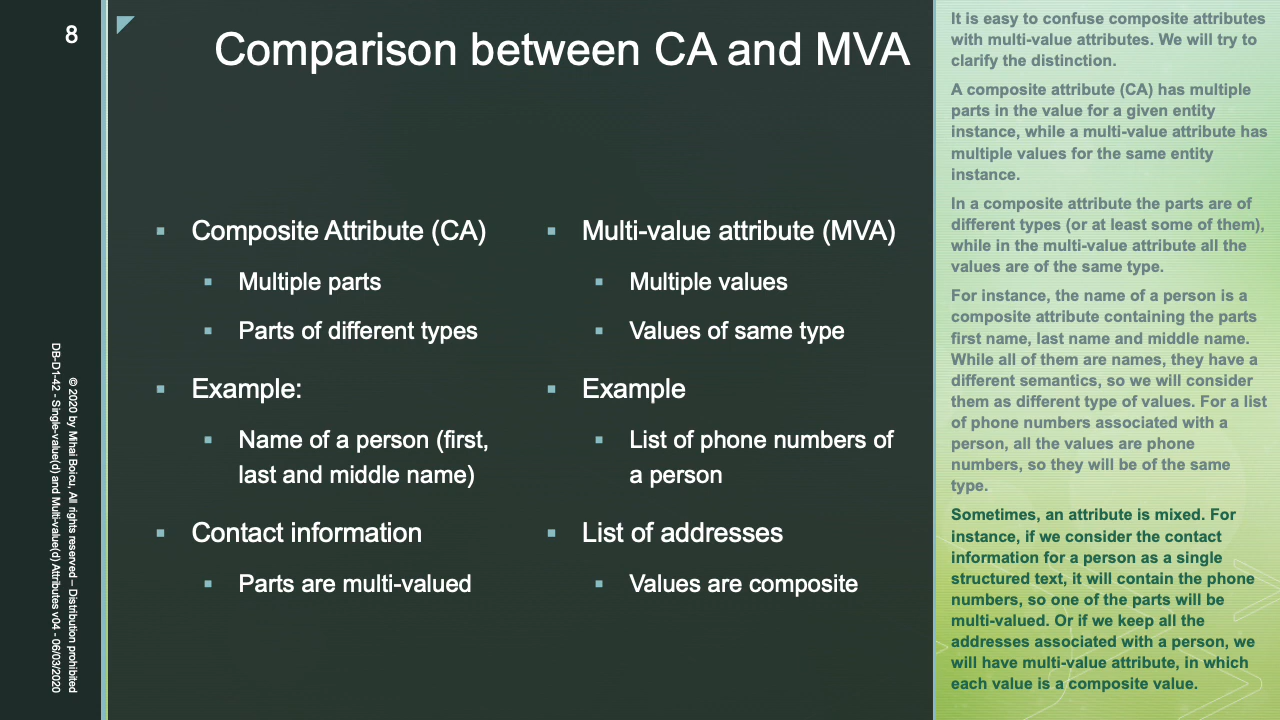 8
Comparison between CA and MVA
▪ Composite Attribute (CA)
▪ Multiple parts
▪ Parts of different types
▪ Example:
▪ Name of a person (first,
last and middle name)
▪ Contact information
▪ Parts are multi-valued
▪ Multi-value attribute (MVA)
▪ Multiple values
▪ Values of same type
▪ Example
▪ List of phone numbers of
a person
▪ List of addresses
▪ Values are composite
It is easy to confuse composite attributes
with multi-value attributes. We will try to
clarify the distinction.
A composite attribute (CA) has multiple
parts in the value for a given entity
instance, while a multi-value attribute has
multiple values for the same entity
instance.
In a composite attribute the parts are of
different types (or at least some of them),
while in the multi-value attribute all the
values are of the same type.
For instance, the name of a person is a
composite attribute containing the parts
first name, last name and middle name.
While all of them are names, they have a
different semantics, so we will consider
them as different type of values. For a list
of phone numbers associated with a
person, all the values are phone
numbers, so they will be of the same
type.
Sometimes, an attribute is mixed. For
instance, if we consider the contact
information for a person as a single
structured text, it will contain the phone
numbers, so one of the parts will be
multi-valued. Or if we keep all the
addresses associated with a person, we
will have multi-value attribute, in which
each value is a composite value.
© 2020 by Mihai Boicu, All rights reserved – Distribution prohibited
DB-D1-42 - Single-value(d) and Multi-value(d) Attributes v04 - 06/03/2020